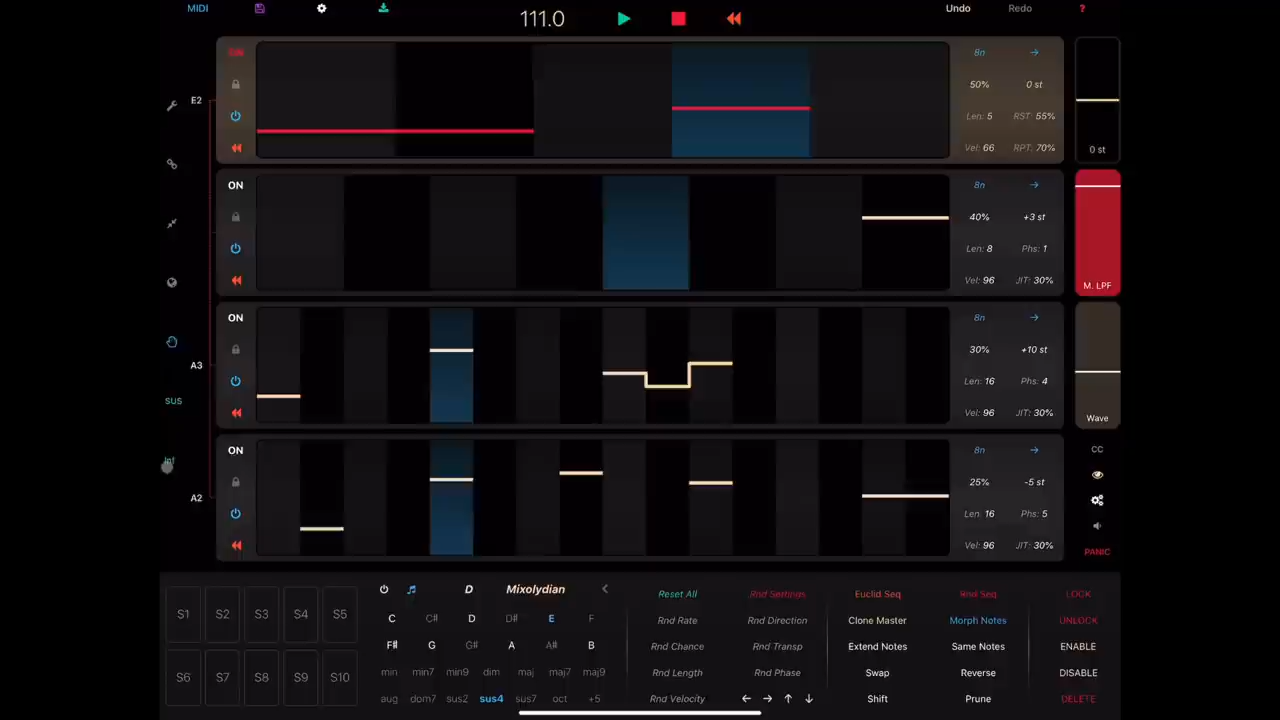 MIDI 111.0 Undo Redo ?
E2 8n →
50% 0 st
Len: 5 RST: 55%
Vel: 66 RPT: 70% 0 st
ON 8n →
40% +3 st
Len: 8 Phs: 1
Vel: 96 JIT: 30% M. LPF
ON 8n →
A3 30% +10 st
SUS Len: 16 Phs: 4
Vel: 96 JIT: 30% Wave
ON 8n → CC
A2 25% -5 st
Len: 16 Phs: 5
Vel: 96 JIT: 30% PANIC
S1 S2 S3 S4 S5
S6 S7 S8 S9 S10
D Mixolydian <
C C# D D# E F
F# G G# A A# B
min min7 min9 dim maj maj7 maj9
aug dom7 sus2 sus4 sus7 oct +5
Reset All Rnd Settings Euclid Seq Rnd Seq LOCK
Rnd Rate Rnd Direction Clone Master Morph Notes UNLOCK
Rnd Chance Rnd Transp Extend Notes Same Notes ENABLE
Rnd Length Rnd Phase Swap Reverse DISABLE
Rnd Velocity ← → ↑ ↓ Shift Prune DELETE